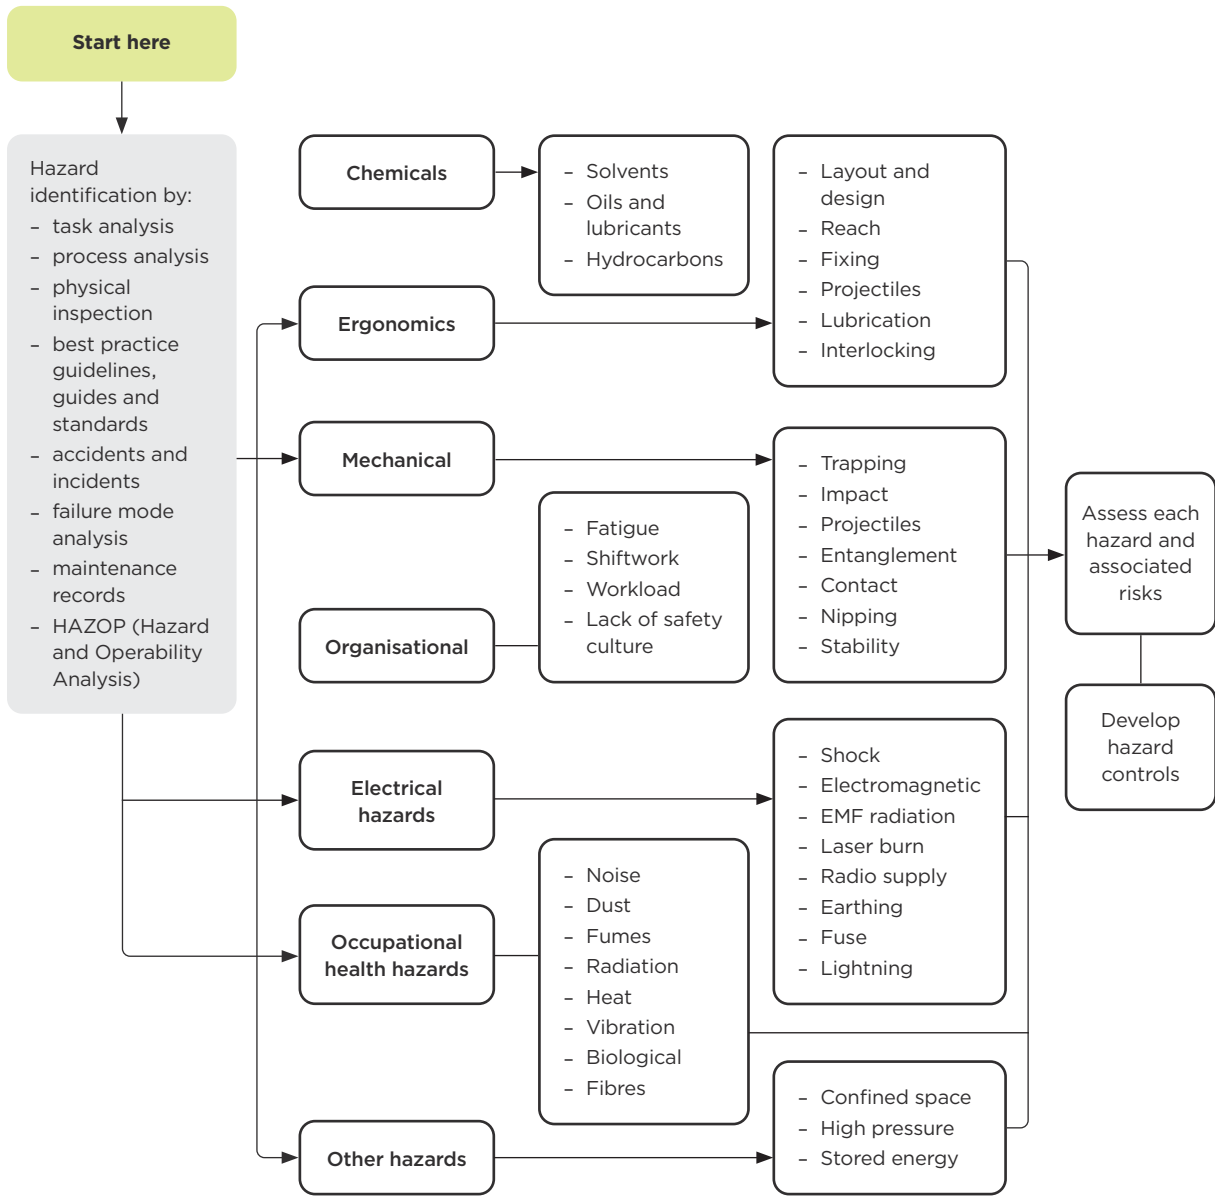 Start here
Hazard
identification by:
– task analysis
– process analysis
– physical
inspection
– best practice
guidelines,
guides and
standards
– accidents and
incidents
– failure mode
analysis
– maintenance
records
– HAZOP (Hazard
and Operability
Analysis)
Chemicals
– Solvents
– Oils and
lubricants
– Hydrocarbons
Ergonomics
– Layout and
design
– Reach
– Fixing
– Projectiles
– Lubrication
– Interlocking
Mechanical
– Trapping
– Impact
– Projectiles
– Entanglement
– Contact
– Nipping
– Stability
Organisational
– Fatigue
– Shiftwork
– Workload
– Lack of safety
culture
Electrical
hazards
– Shock
– Electromagnetic
– EMF radiation
– Laser burn
– Radio supply
– Earthing
– Fuse
– Lightning
Occupational
health hazards
– Noise
– Dust
– Fumes
– Radiation
– Heat
– Vibration
– Biological
– Fibres
Other hazards
– Confined space
– High pressure
– Stored energy
Assess each
hazard and
associated
risks
Develop
hazard
controls